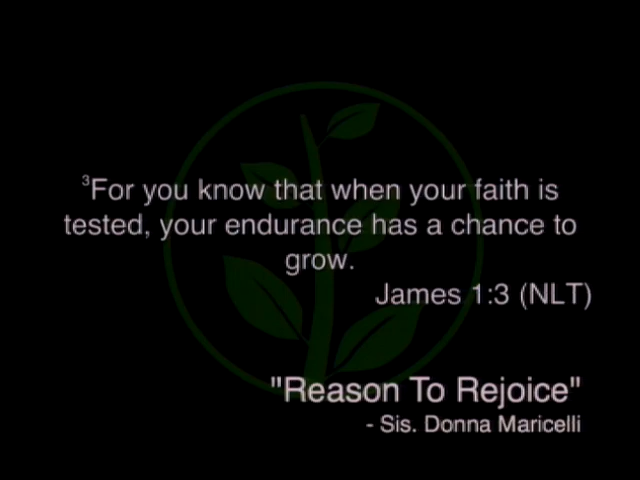 ³For you know that when your faith is
tested, your endurance has a chance to
grow.
James 1:3 (NLT)
"Reason To Rejoice"
- Sis. Donna Maricelli